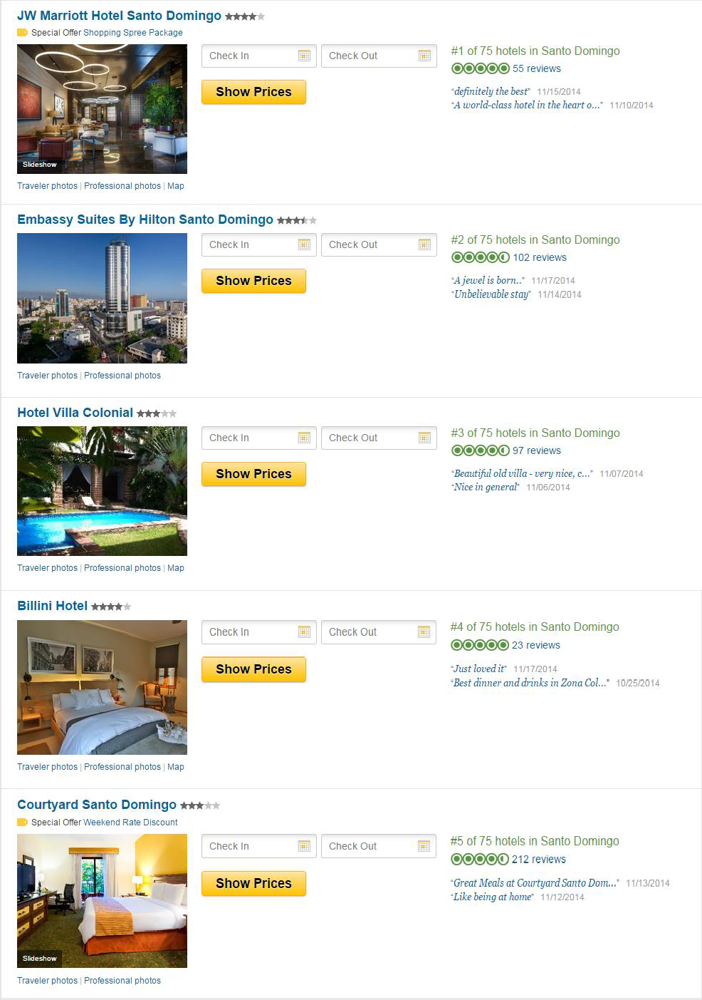 JW Marriott Hotel Santo Domingo
Special Offer Shopping Spree Package
Check In
Check Out
Show Prices
#1 of 75 hotels in Santo Domingo
55 reviews
“definitely the best” 11/15/2014
“A world-class hotel in the heart o...” 11/10/2014
Slideshow
Traveler photos | Professional photos | Map
Embassy Suites By Hilton Santo Domingo
Check In
Check Out
Show Prices
#2 of 75 hotels in Santo Domingo
102 reviews
“A jewel is born..” 11/17/2014
“Unbelievable stay” 11/14/2014
Traveler photos | Professional photos
Hotel Villa Colonial
Check In
Check Out
Show Prices
#3 of 75 hotels in Santo Domingo
97 reviews
“Beautiful old villa - very nice, c...” 11/07/2014
“Nice in general” 11/06/2014
Traveler photos | Professional photos | Map
Billini Hotel
Check In
Check Out
Show Prices
#4 of 75 hotels in Santo Domingo
23 reviews
“Just loved it” 11/17/2014
“Best dinner and drinks in Zona Col...” 10/25/2014
Traveler photos | Professional photos | Map
Courtyard Santo Domingo
Special Offer Weekend Rate Discount
Check In
Check Out
Show Prices
#5 of 75 hotels in Santo Domingo
212 reviews
“Great Meals at Courtyard Santo Dom...” 11/13/2014
“Like being at home” 11/12/2014
Slideshow
Traveler photos | Professional photos